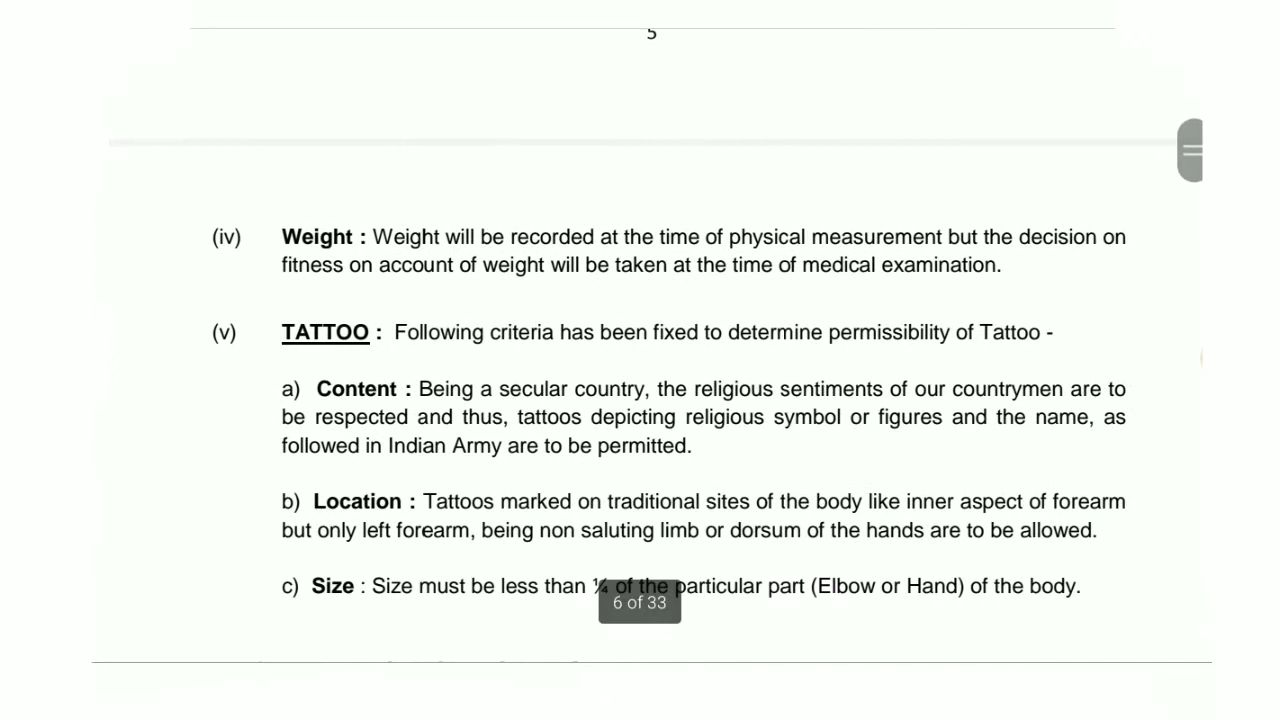 5
(iv) Weight : Weight will be recorded at the time of physical measurement but the decision on
fitness on account of weight will be taken at the time of medical examination.
(v) TATTOO : Following criteria has been fixed to determine permissibility of Tattoo -
a) Content : Being a secular country, the religious sentiments of our countrymen are to
be respected and thus, tattoos depicting religious symbol or figures and the name, as
followed in Indian Army are to be permitted.
b) Location : Tattoos marked on traditional sites of the body like inner aspect of forearm
but only left forearm, being non saluting limb or dorsum of the hands are to be allowed.
c) Size : Size must be less than ¼ of the particular part (Elbow or Hand) of the body.
6 of 33